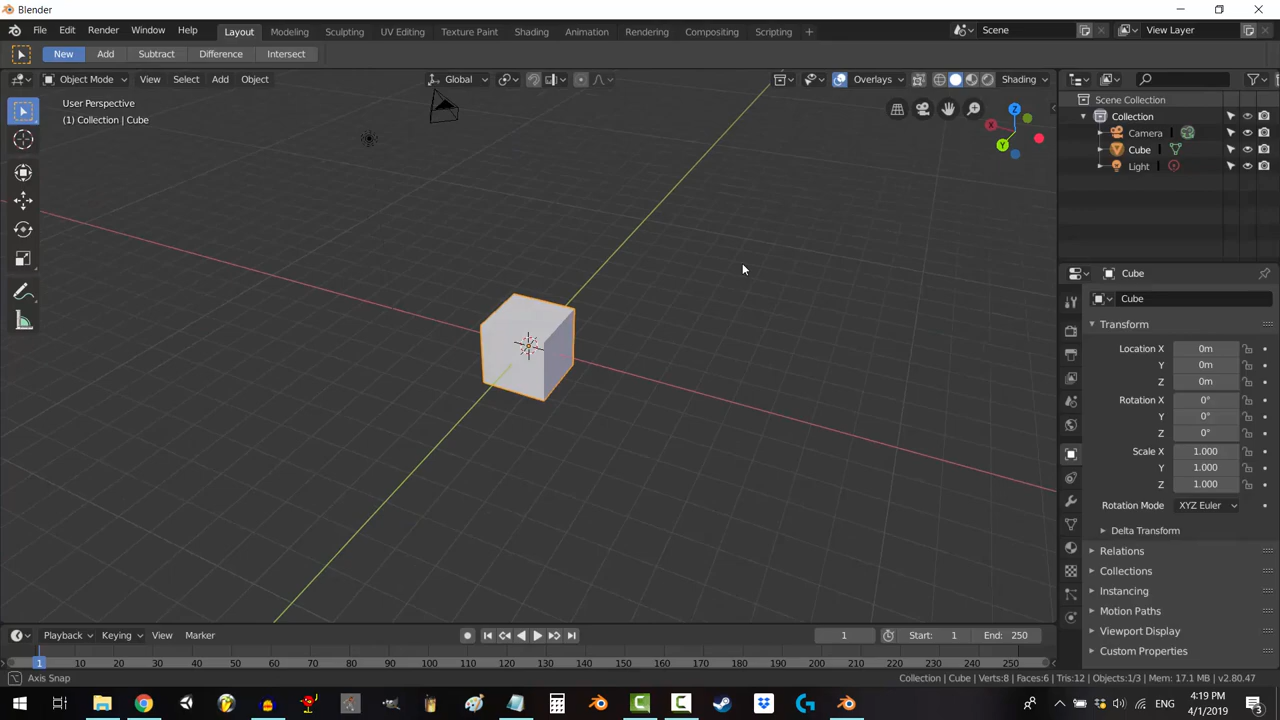 Blender
File Edit Render Window Help Layout Modeling Sculpting UV Editing Texture Paint Shading Animation Rendering Compositing Scripting + Scene View Layer
New Add Subtract Difference Intersect
Object Mode View Select Add Object Global Overlays Shading
User Perspective
(1) Collection | Cube
Z
X
Y
Scene Collection
Collection
Camera
Cube
Light
Cube
Cube
Transform
Location X 0m
Y 0m
Z 0m
Rotation X 0°
Y 0°
Z 0°
Scale X 1.000
Y 1.000
Z 1.000
Rotation Mode XYZ Euler
Delta Transform
Relations
Collections
Instancing
Motion Paths
Viewport Display
Custom Properties
Playback Keying View Marker 1 Start: 1 End: 250
1 10 20 30 40 50 60 70 80 90 100 110 120 130 140 150 160 170 180 190 200 210 220 230 240 250
Axis Snap Collection | Cube | Verts:8 | Faces:6 | Tris:12 | Objects:1/3 | Mem: 17.1 MB | v2.80.47
ENG 4:19 PM
4/1/2019
3